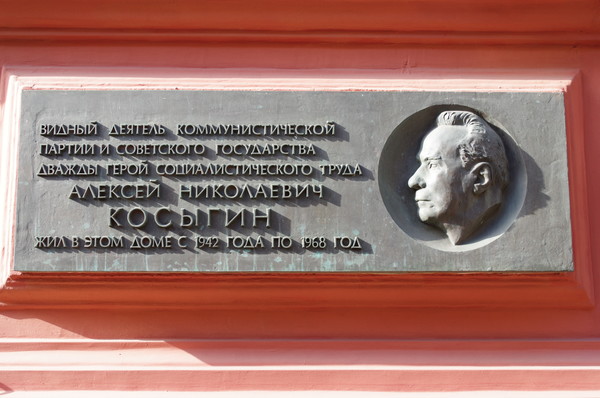 ВИДНЫЙ ДЕЯТЕЛЬ КОММУНИСТИЧЕСКОЙ
ПАРТИИ И СОВЕТСКОГО ГОСУДАРСТВА
ДВАЖДЫ ГЕРОЙ СОЦИАЛИСТИЧЕСКОГО ТРУДА
АЛЕКСЕЙ НИКОЛАЕВИЧ
КОСЫГИН
ЖИЛ В ЭТОМ ДОМЕ С 1942 ГОДА ПО 1968 ГОД